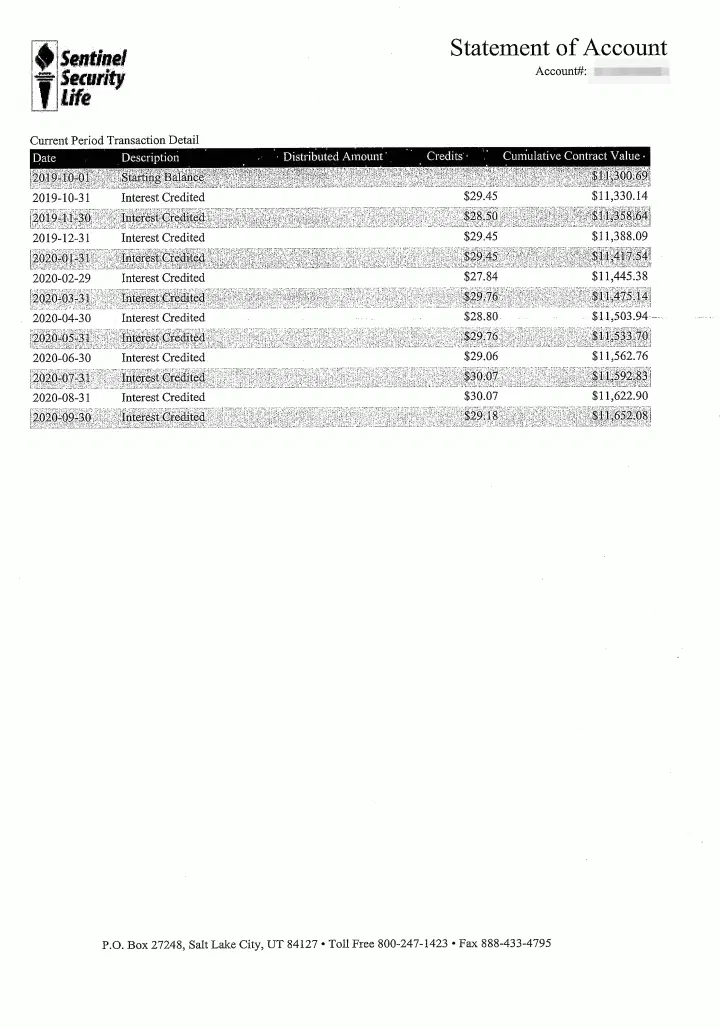 Sentinel
Security
Life
Statement of Account
Account#:
Current Period Transaction Detail
Date Description Distributed Amount Credits Cumulative Contract Value
2019-10-01 Starting Balance $11,300.69
2019-10-31 Interest Credited $29.45 $11,330.14
2019-11-30 Interest Credited $28.50 $11,358.64
2019-12-31 Interest Credited $29.45 $11,388.09
2020-01-31 Interest Credited $29.45 $11,417.54
2020-02-29 Interest Credited $27.84 $11,445.38
2020-03-31 Interest Credited $29.76 $11,475.14
2020-04-30 Interest Credited $28.80 $11,503.94
2020-05-31 Interest Credited $29.76 $11,533.70
2020-06-30 Interest Credited $29.06 $11,562.76
2020-07-31 Interest Credited $30.07 $11,592.83
2020-08-31 Interest Credited $30.07 $11,622.90
2020-09-30 Interest Credited $29.18 $11,652.08
P.O. Box 27248, Salt Lake City, UT 84127 • Toll Free 800-247-1423 • Fax 888-433-4795